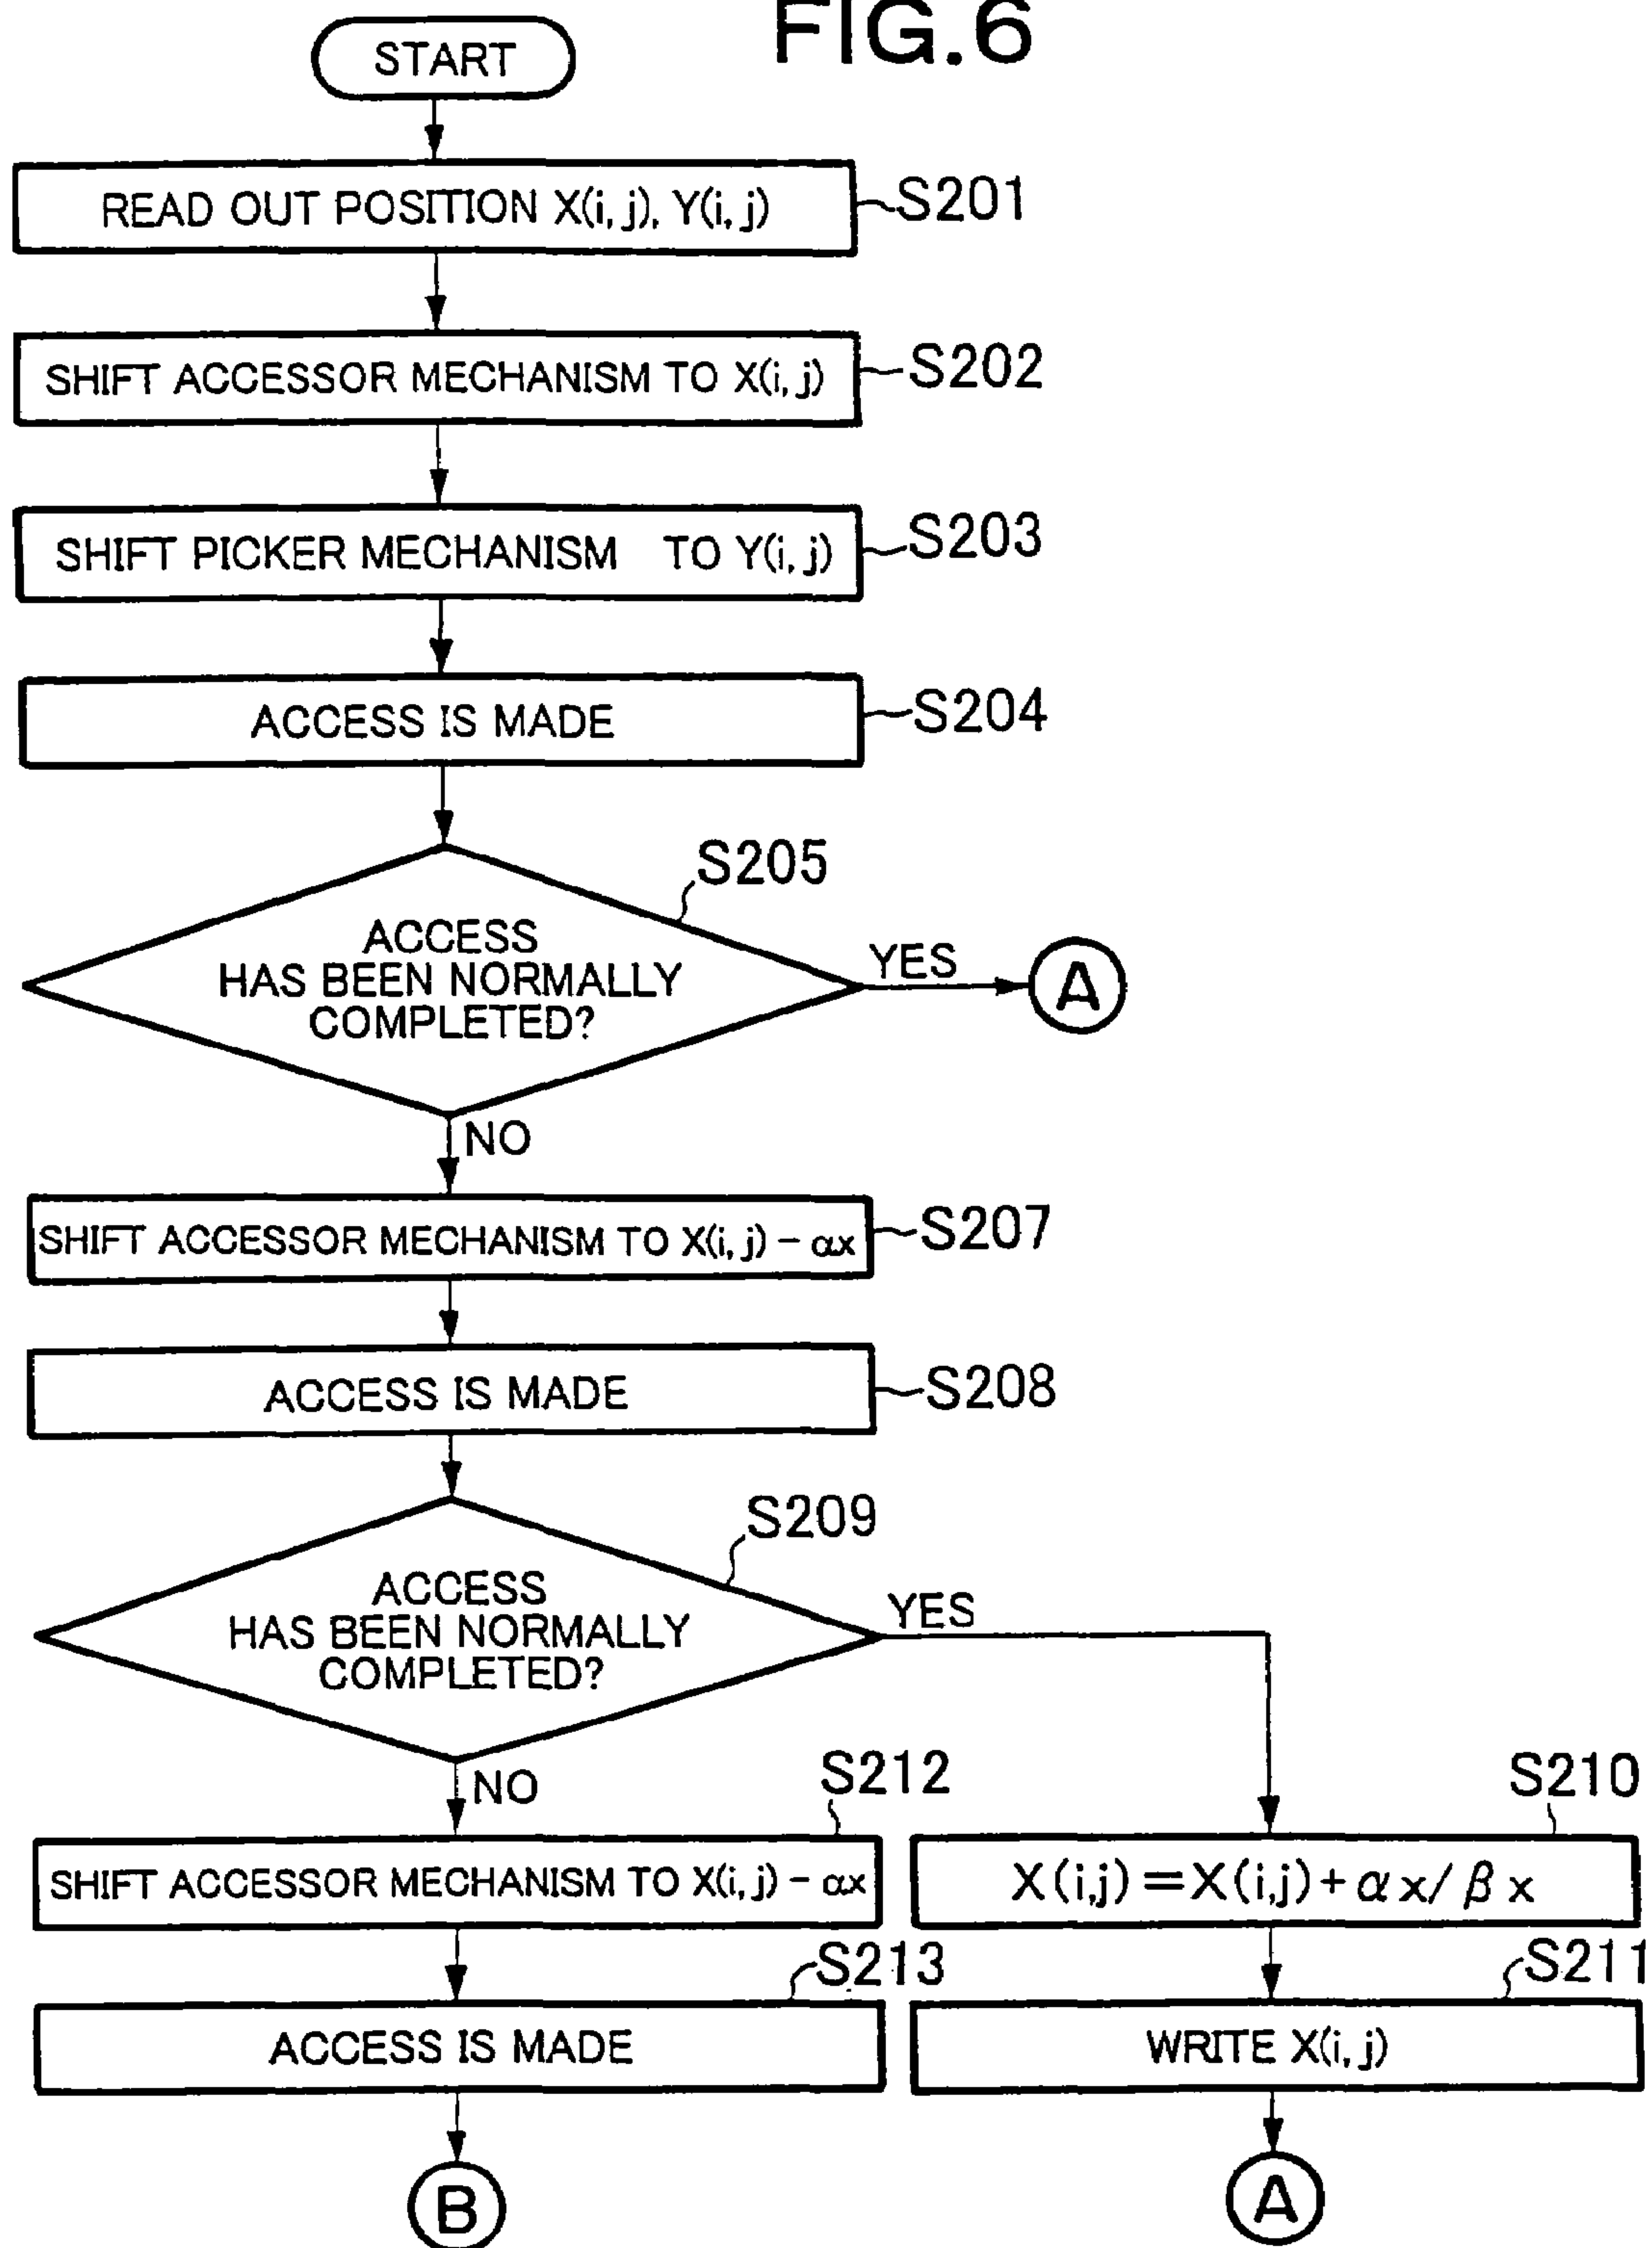 FIG.6
START
READ OUT POSITION X(i, j), Y(i, j)
S201
SHIFT ACCESSOR MECHANISM TO X(i, j)
S202
SHIFT PICKER MECHANISM TO Y(i, j)
S203
ACCESS IS MADE
S204
S205
ACCESS
HAS BEEN NORMALLY
COMPLETED?
YES
A
NO
SHIFT ACCESSOR MECHANISM TO X(i, j) - αx
S207
ACCESS IS MADE
S208
S209
ACCESS
HAS BEEN NORMALLY
COMPLETED?
YES
NO
S212
S210
SHIFT ACCESSOR MECHANISM TO X(i, j) - αx
X(i,j)=X(i,j)+αx/βx
S213
S211
ACCESS IS MADE
WRITE X(i, j)
B
A